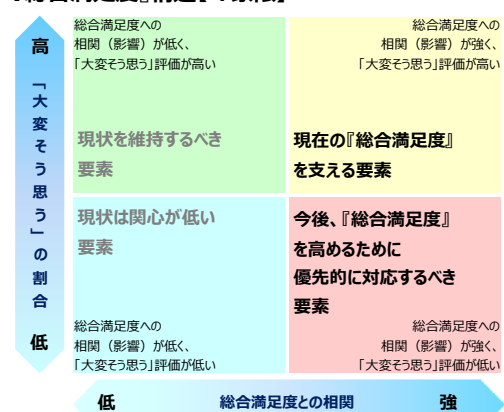 高
「大変そう思う」の割合
低
総合満足度への
相関（影響）が低く、
「大変そう思う」評価が高い
現状を維持するべき
要素
総合満足度への
相関（影響）が強く、
「大変そう思う」評価が高い
現在の『総合満足度』
を支える要素
現状は関心が低い
要素
総合満足度への
相関（影響）が低く、
「大変そう思う」評価が低い
今後、『総合満足度』
を高めるために
優先的に対応するべき
要素
総合満足度への
相関（影響）が強く、
「大変そう思う」評価が低い
低
総合満足度との相関
強